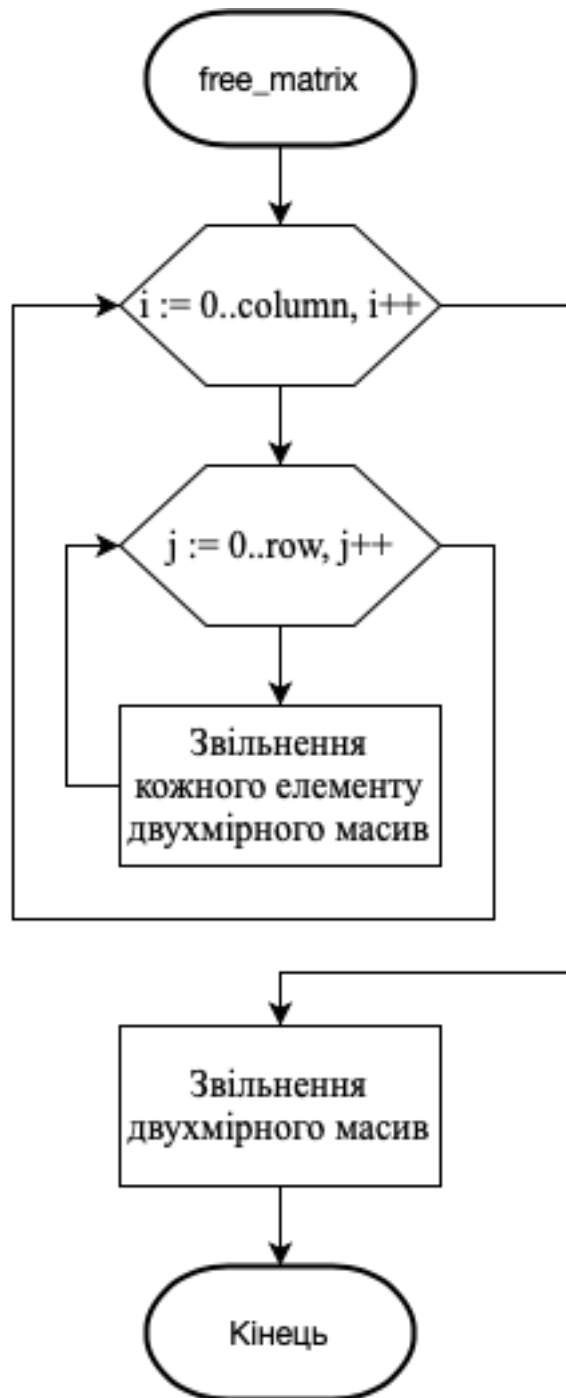 free_matrix
i := 0..column, i++
j := 0..row, j++
Звільнення
кожного елементу
двухмірного масив
Звільнення
двухмірного масив
Кінець